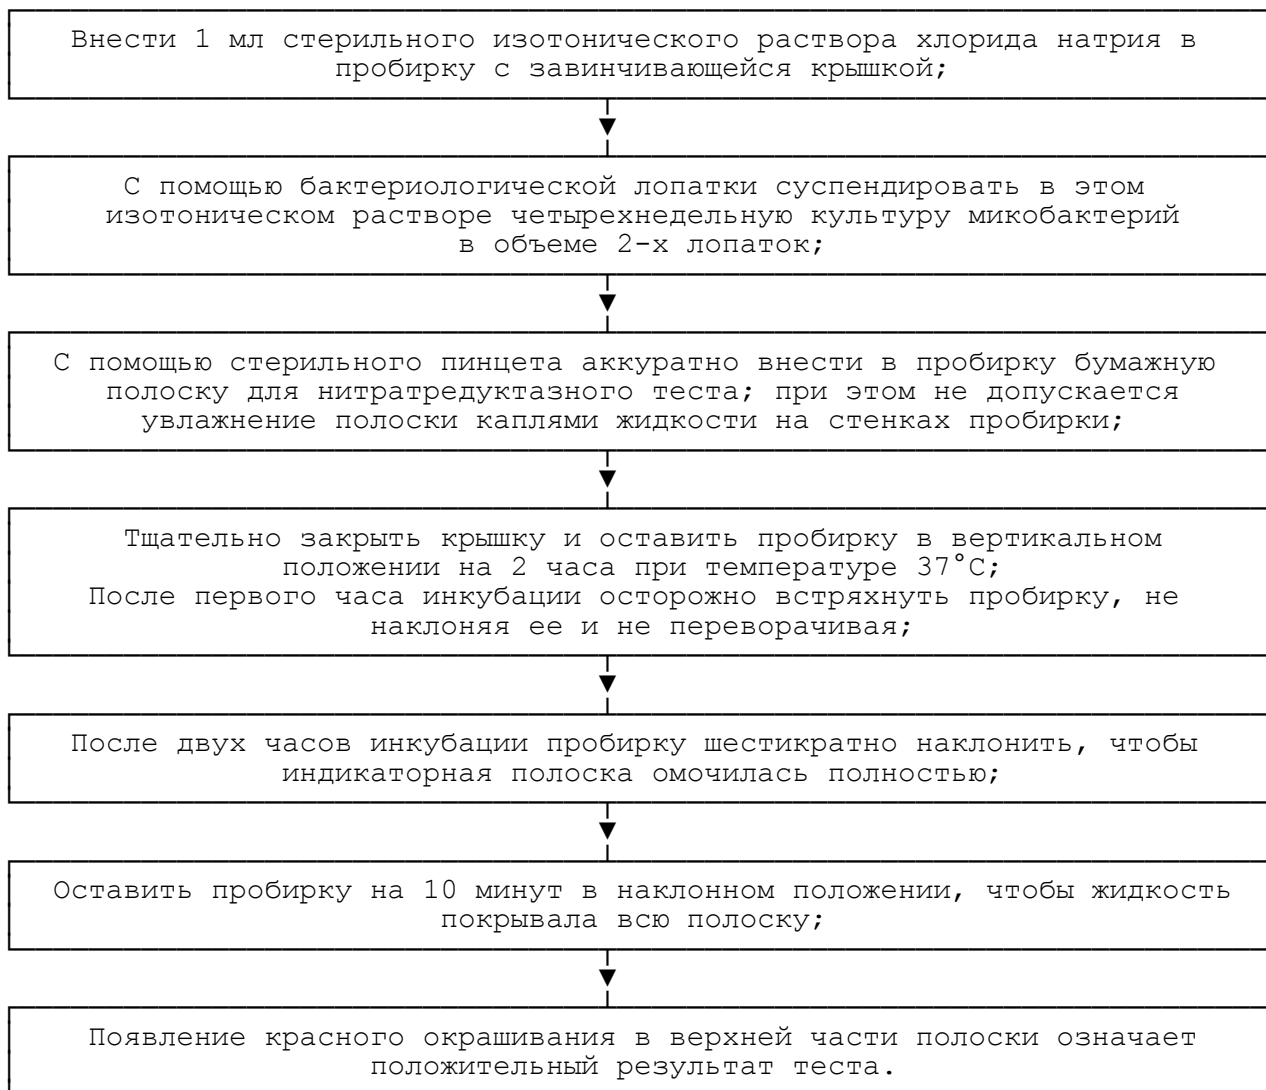 Внести 1 мл стерильного изотонического раствора хлорида натрия в
пробирку с завинчивающейся крышкой;
С помощью бактериологической лопатки суспендировать в этом
изотоническом растворе четырехнедельную культуру микобактерий
в объеме 2-х лопаток;
С помощью стерильного пинцета аккуратно внести в пробирку бумажную
полоску для нитратредуктазного теста; при этом не допускается
увлажнение полоски каплями жидкости на стенках пробирки;
Тщательно закрыть крышку и оставить пробирку в вертикальном
положении на 2 часа при температуре 37°C;
После первого часа инкубации осторожно встряхнуть пробирку, не
наклоняя ее и не переворачивая;
После двух часов инкубации пробирку шестикратно наклонить, чтобы
индикаторная полоска омочилась полностью;
Оставить пробирку на 10 минут в наклонном положении, чтобы жидкость
покрывала всю полоску;
Появление красного окрашивания в верхней части полоски означает
положительный результат теста.